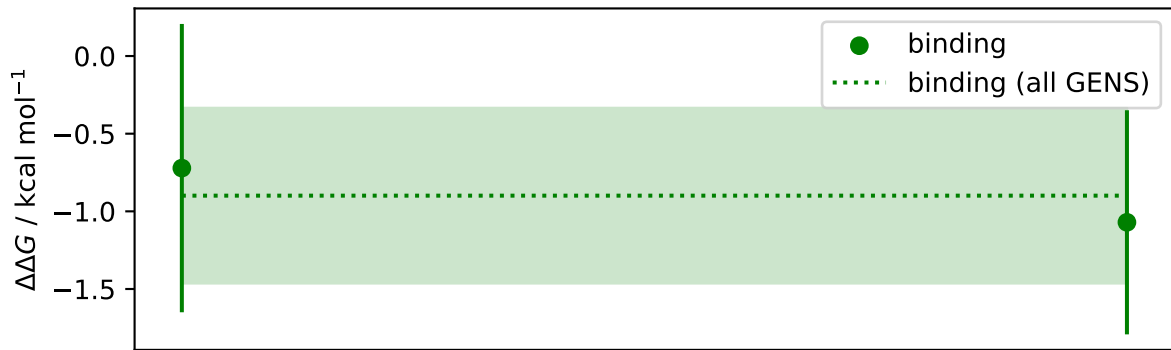 0.0
−0.5
−1.0
−1.5
ΔΔG / kcal mol⁻¹
binding
binding (all GENS)